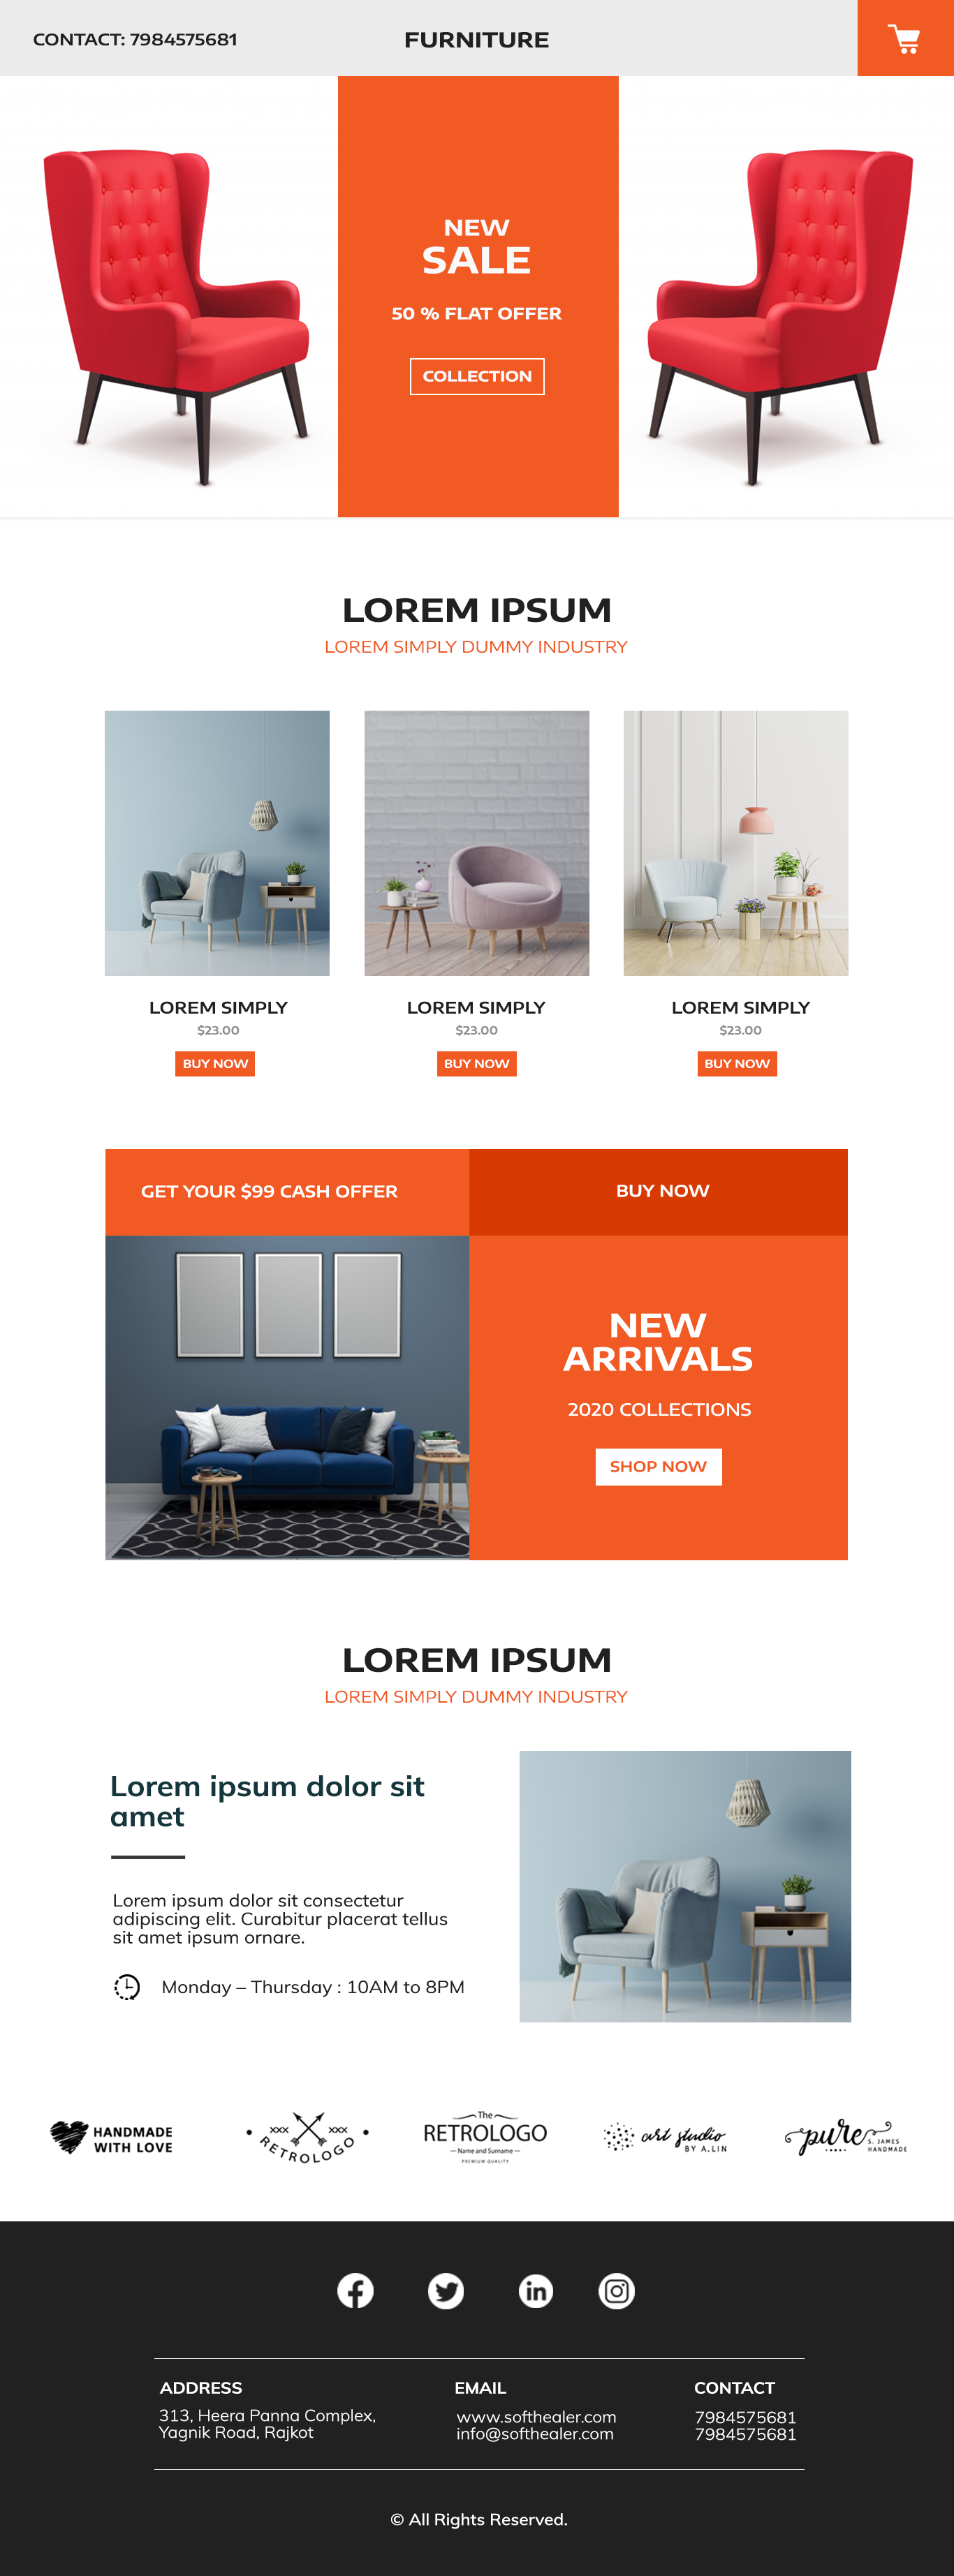 CONTACT: 7984575681
FURNITURE
NEW
SALE
50 % FLAT OFFER
COLLECTION
LOREM IPSUM
LOREM SIMPLY DUMMY INDUSTRY
LOREM SIMPLY
$23.00
BUY NOW
LOREM SIMPLY
$23.00
BUY NOW
LOREM SIMPLY
$23.00
BUY NOW
GET YOUR $99 CASH OFFER
BUY NOW
NEW
ARRIVALS
2020 COLLECTIONS
SHOP NOW
LOREM IPSUM
LOREM SIMPLY DUMMY INDUSTRY
Lorem ipsum dolor sit
amet
Lorem ipsum dolor sit consectetur
adipiscing elit. Curabitur placerat tellus
sit amet ipsum ornare.
Monday – Thursday : 10AM to 8PM
HANDMADE
WITH LOVE
XXX XXX
RETROLOGO
The
RETROLOGO
Name and Surname
PREMIUM QUALITY
art studio
BY A.LIN
pure
S. JAMES
HANDMADE
ADDRESS
313, Heera Panna Complex,
Yagnik Road, Rajkot
EMAIL
www.softhealer.com
info@softhealer.com
CONTACT
7984575681
7984575681
© All Rights Reserved.